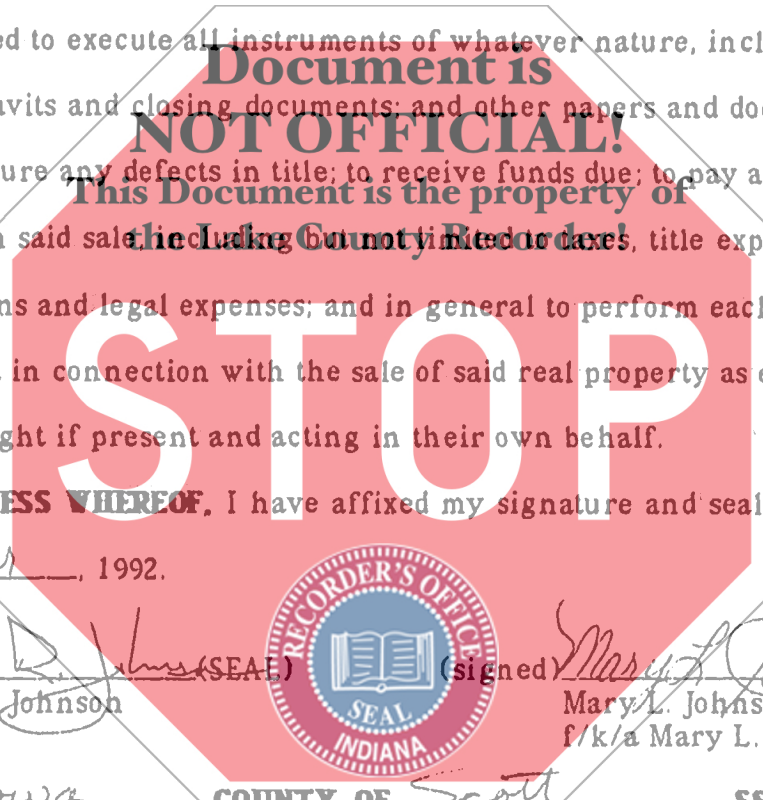 ed to execute all instruments of whatever nature, incl
Document is
avits and closing documents; and other papers and doc
NOT OFFICIAL!
ure any defects in title; to receive funds due; to pay a
This Document is the property of
said sale, including but not limited to taxes, title exp
the Lake County Recorder!
ns and legal expenses; and in general to perform each
STOP
in connection with the sale of said real property as
ght if present and acting in their own behalf.
ESS WHEREOF, I have affixed my signature and seal
, 1992.
RECORDER'S OFFICE
SEAL
INDIANA
(SEAL)
(signed) Mary L
Johnson
Mary L. Johns
f/k/a Mary L.
COUNTY OF Scott
SS